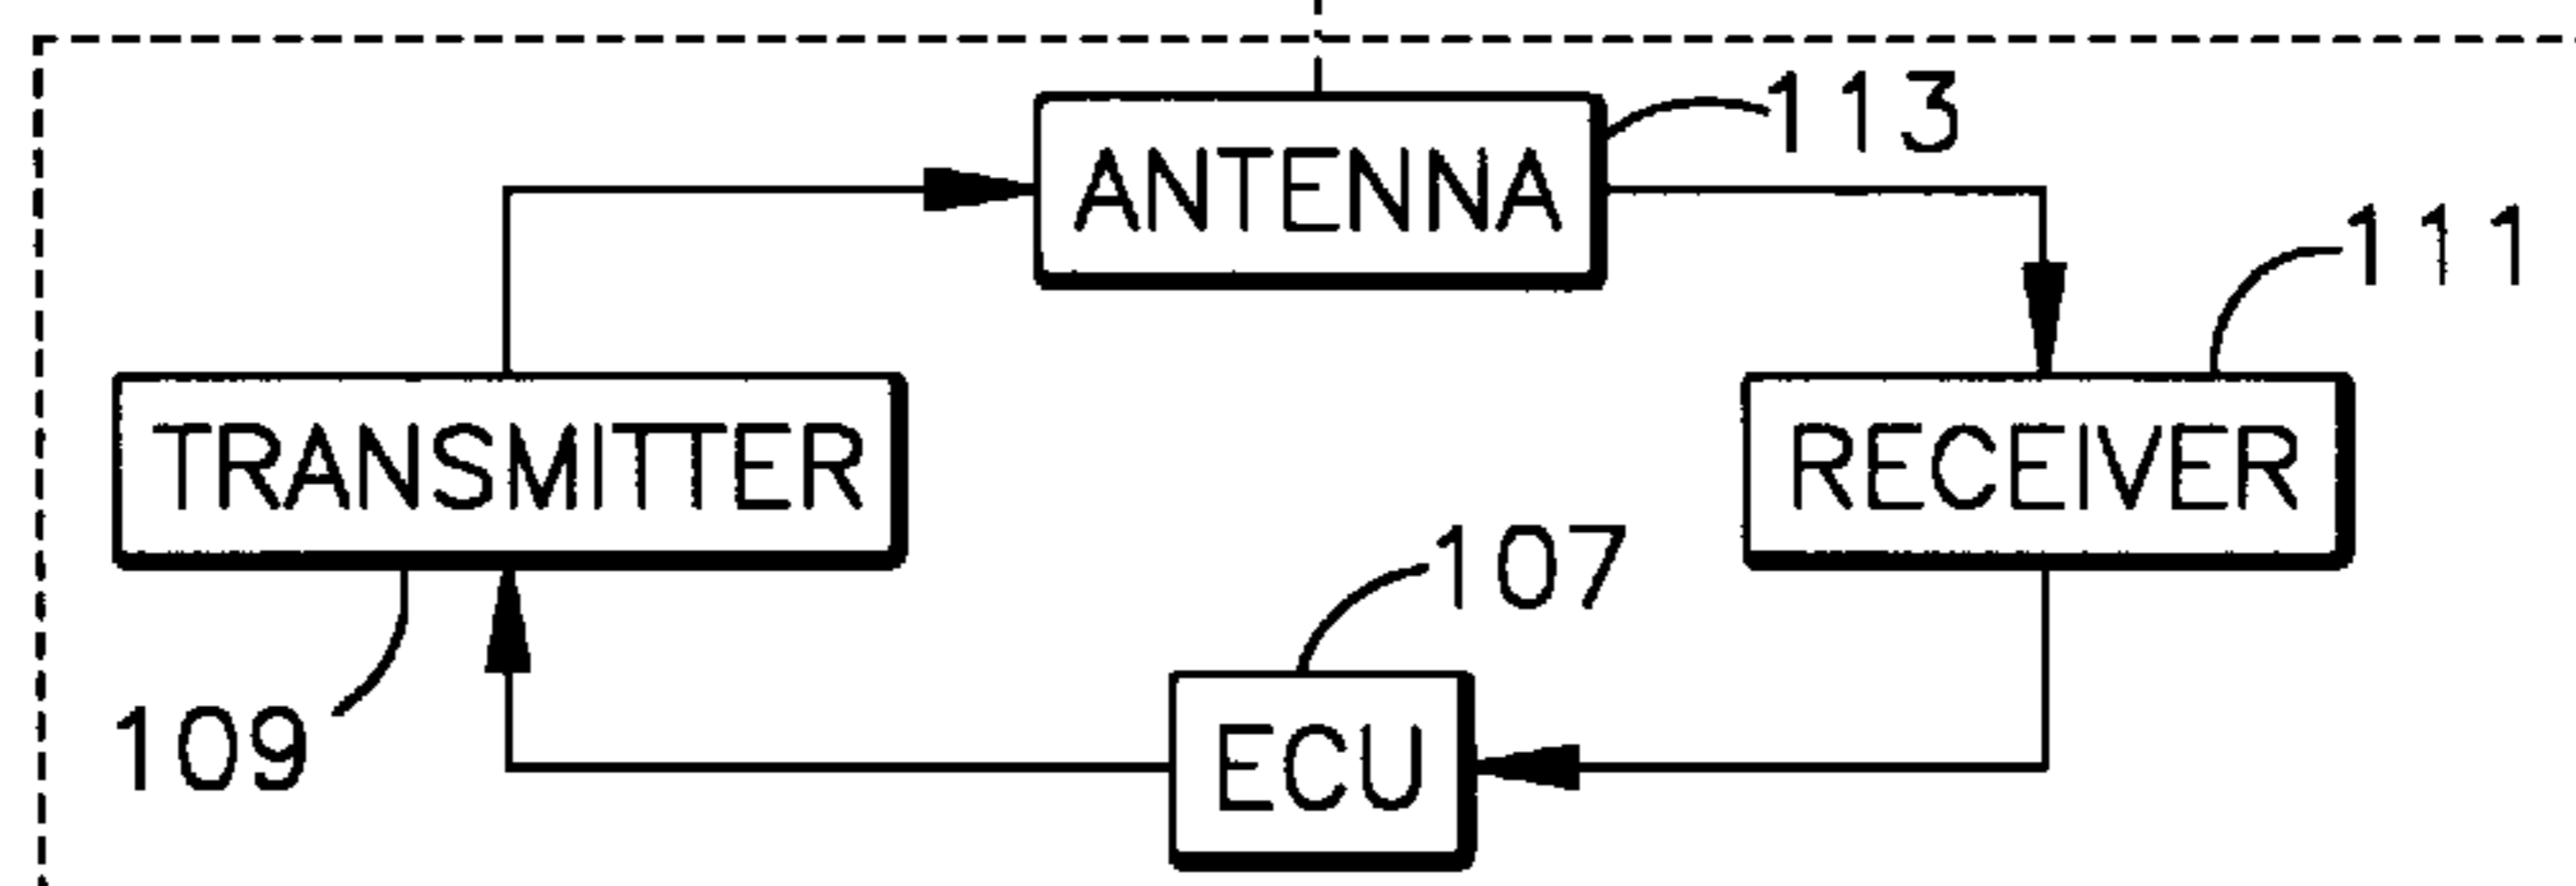 113
ANTENNA
111
TRANSMITTER
RECEIVER
107
109
ECU